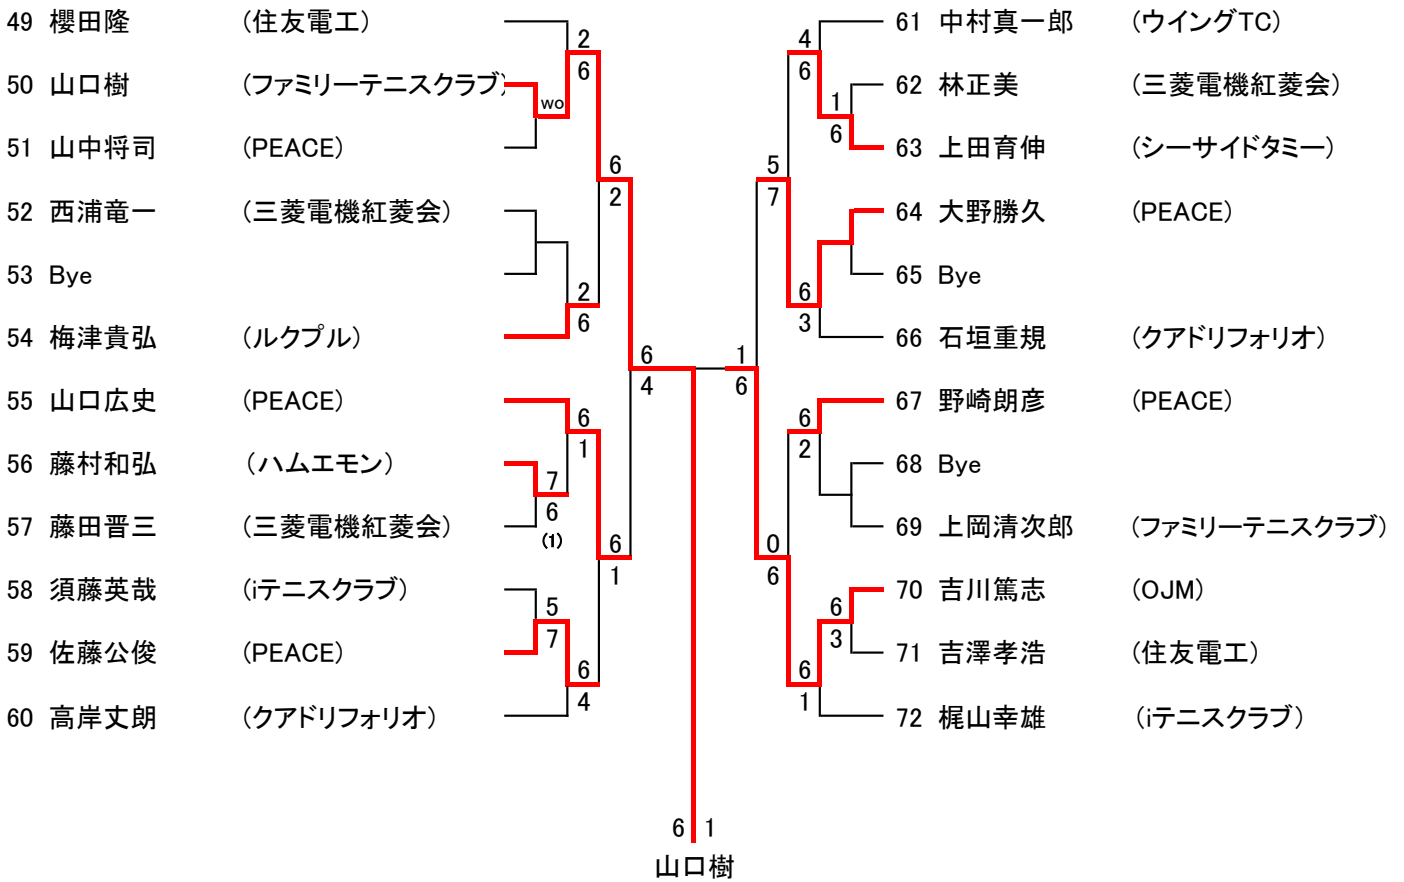 49 櫻田隆 (住友電工)
50 山口樹 (ファミリーテニスクラブ)
51 山中将司 (PEACE)
52 西浦竜一 (三菱電機紅菱会)
53 Bye
54 梅津貴弘 (ルクプル)
55 山口広史 (PEACE)
56 藤村和弘 (ハムエモン)
57 藤田晋三 (三菱電機紅菱会)
58 須藤英哉 (iテニスクラブ)
59 佐藤公俊 (PEACE)
60 高岸丈朗 (クアドリフォリオ)
2
6
wo
6
2
2
6
6
4
6
1
7
6
(1)
6
1
5
7
6
4
4
6
1
6
5
7
6
3
1
6
6
2
0
6
6
3
6
1
61 中村真一郎 (ウイングTC)
62 林正美 (三菱電機紅菱会)
63 上田育伸 (シーサイドタミー)
64 大野勝久 (PEACE)
65 Bye
66 石垣重規 (クアドリフォリオ)
67 野崎朗彦 (PEACE)
68 Bye
69 上岡清次郎 (ファミリーテニスクラブ)
70 吉川篤志 (OJM)
71 吉澤孝浩 (住友電工)
72 梶山幸雄 (iテニスクラブ)
6 1
山口樹